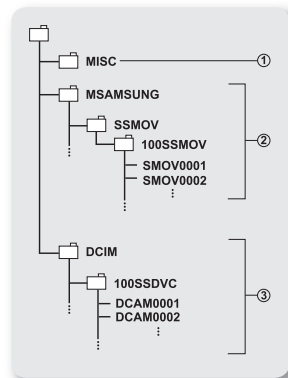 MISC ①
MSAMSUNG
SSMOV
100SSMOV
②
SMOV0001
SMOV0002
DCIM
100SSDVC
③
DCAM0001
DCAM0002